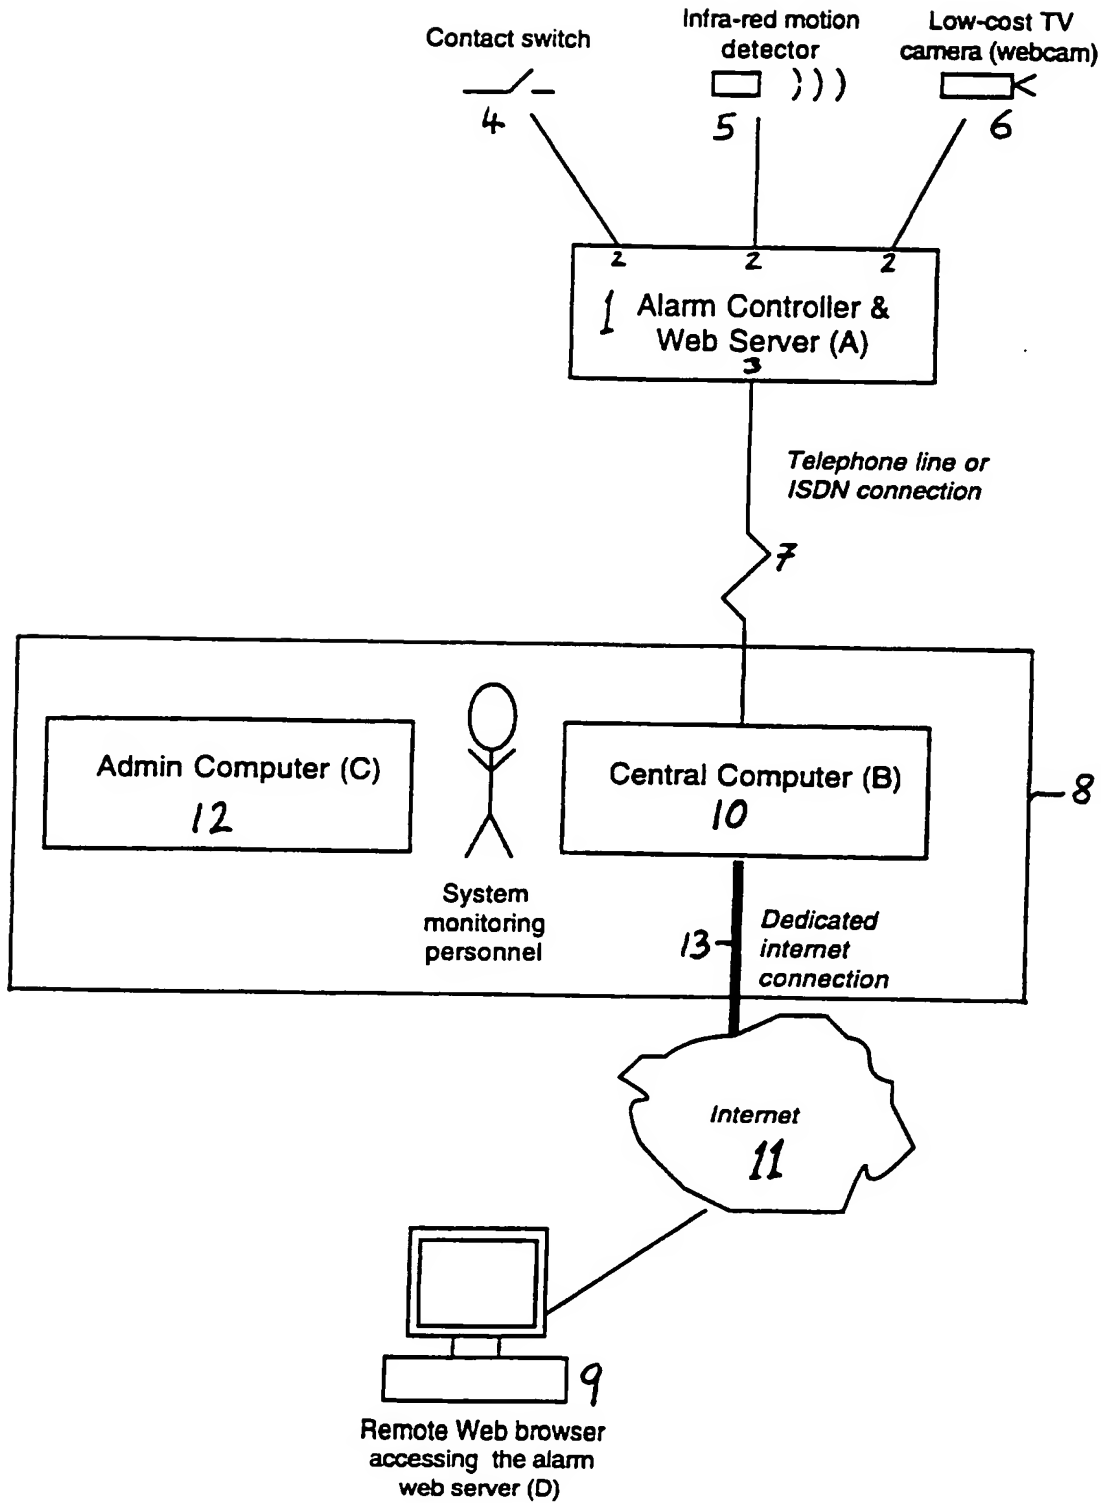 Contact switch
Infra-red motion
detector
Low-cost TV
camera (webcam)
4
5
6
2
2
2
1
Alarm Controller &
Web Server (A)
3
Telephone line or
ISDN connection
7
8
Admin Computer (C)
12
System
monitoring
personnel
Central Computer (B)
10
13
Dedicated
internet
connection
Internet
11
9
Remote Web browser
accessing the alarm
web server (D)